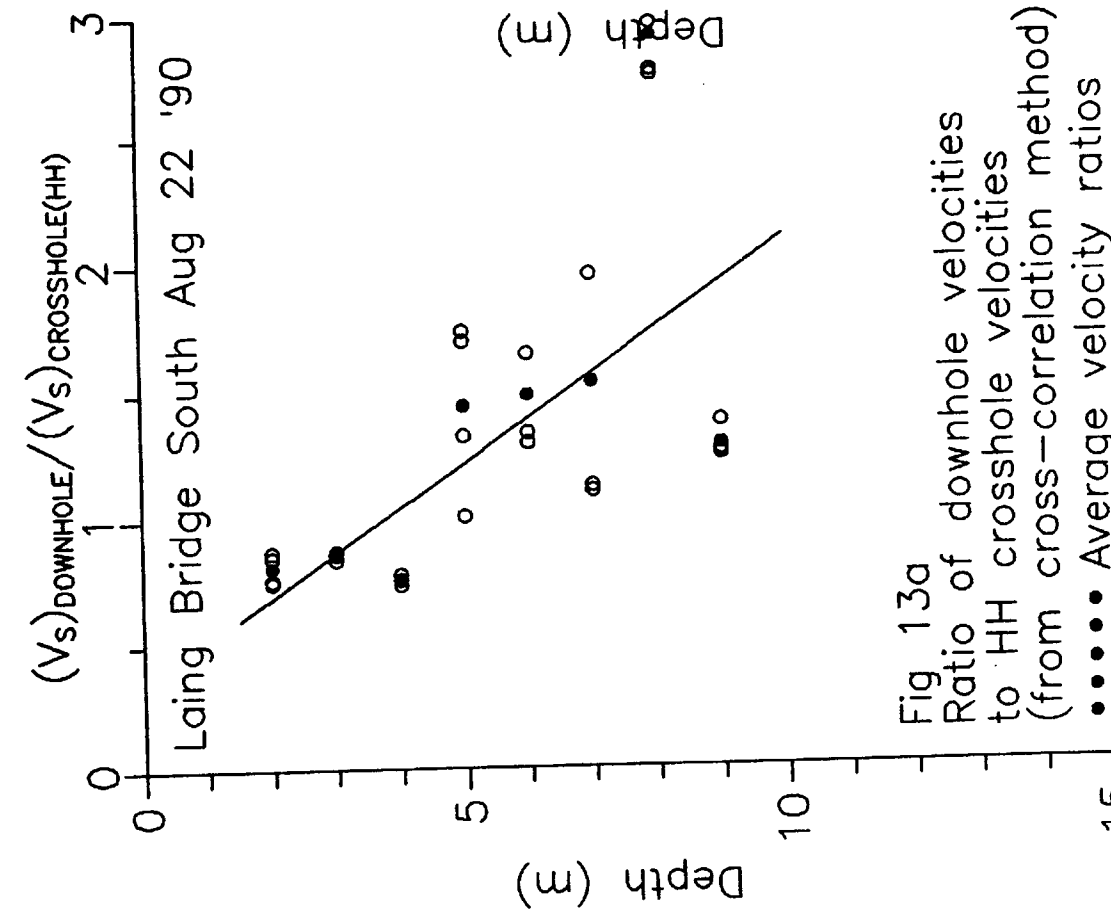 (Vs)DOWNHOLE/(Vs)CROSSHOLE(HH)
0 1 2 3
Laing Bridge South Aug 22 '90
0
5
10
15
Depth (m)
Depth (m)
Fig 13a
Ratio of downhole velocities
to HH crosshole velocities
(from cross-correlation method)
•••• Average velocity ratios